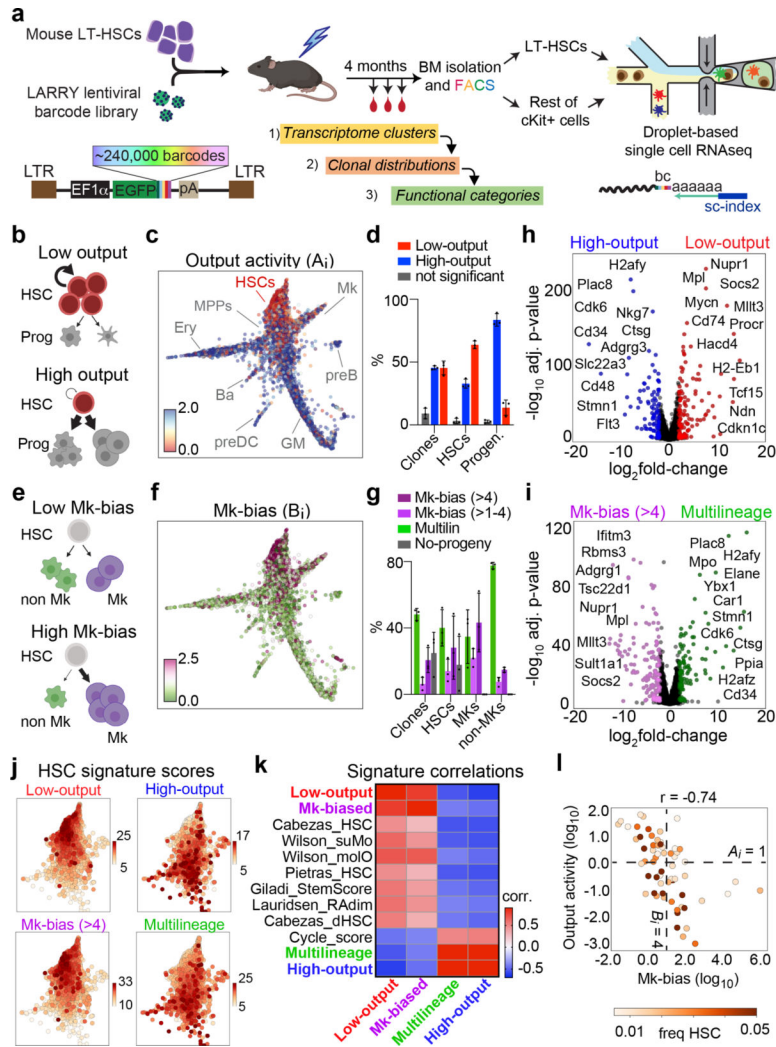 a
Mouse LT-HSCs
LARRY lentiviral
barcode library
4 months
BM isolation
and FACS
LT-HSCs
Rest of
cKit+ cells
Droplet-based
single cell RNAseq
~240,000 barcodes
LTR
EF1α
EGFP
pA
LTR
1) Transcriptome clusters
2) Clonal distributions
3) Functional categories
bc
aaaaaa
sc-index
b
Low output
HSC
Prog
High output
HSC
Prog
c
Output activity (Ai)
HSCs
Mk
MPPs
Ery
preB
Ba
preDC
GM
2.0
0.0
d
Low-output
High-output
not significant
100
50
0
%
Clones
HSCs
Progen.
h
High-output
Low-output
H2afy
Plac8
Cdk6
Nkg7
Cd34
Ctsg
Adgrg3
Slc22a3
Cd48
Stmn1
Flt3
Nupr1
Mpl
Socs2
Mycn
Mllt3
Cd74
Procr
Hacd4
H2-Eb1
Tcf15
Ndn
Cdkn1c
-log10 adj. p-value
200
100
0
-20
-10
0
10
20
log2fold-change
e
Low Mk-bias
HSC
non Mk
Mk
High Mk-bias
HSC
non Mk
Mk
f
Mk-bias (Bi)
2.5
0.0
g
Mk-bias (>4)
Mk-bias (>1-4)
Multilin
No-progeny
80
40
0
%
Clones
HSCs
MKs
non-MKs
i
Mk-bias (>4)
Multilineage
Ifitm3
Rbms3
Adgrg1
Tsc22d1
Nupr1
Mpl
Mllt3
Sult1a1
Socs2
Plac8
H2afy
Mpo
Elane
Ybx1
Car1
Stmn1
Cdk6
Ctsg
Ppia
H2afz
Cd34
-log10 adj. p-value
120
80
40
0
-20
-10
0
10
20
log2fold-change
j
HSC signature scores
Low-output
High-output
25
5
17
5
Mk-bias (>4)
Multilineage
33
10
25
5
k
Signature correlations
Low-output
Mk-biased
Cabezas_HSC
Wilson_suMo
Wilson_molO
Pietras_HSC
Giladi_StemScore
Lauridsen_RAdim
Cabezas_dHSC
Cycle_score
Multilineage
High-output
Low-output
Mk-biased
Multilineage
High-output
corr.
0.5
0.0
-0.5
l
r = -0.74
Output activity (log10)
2.0
1.0
0.0
-1.0
-2.0
-3.0
Ai = 1
Bi = 4
-2.0
0.0
2.0
4.0
6.0
Mk-bias (log10)
0.01
0.05
freq HSC